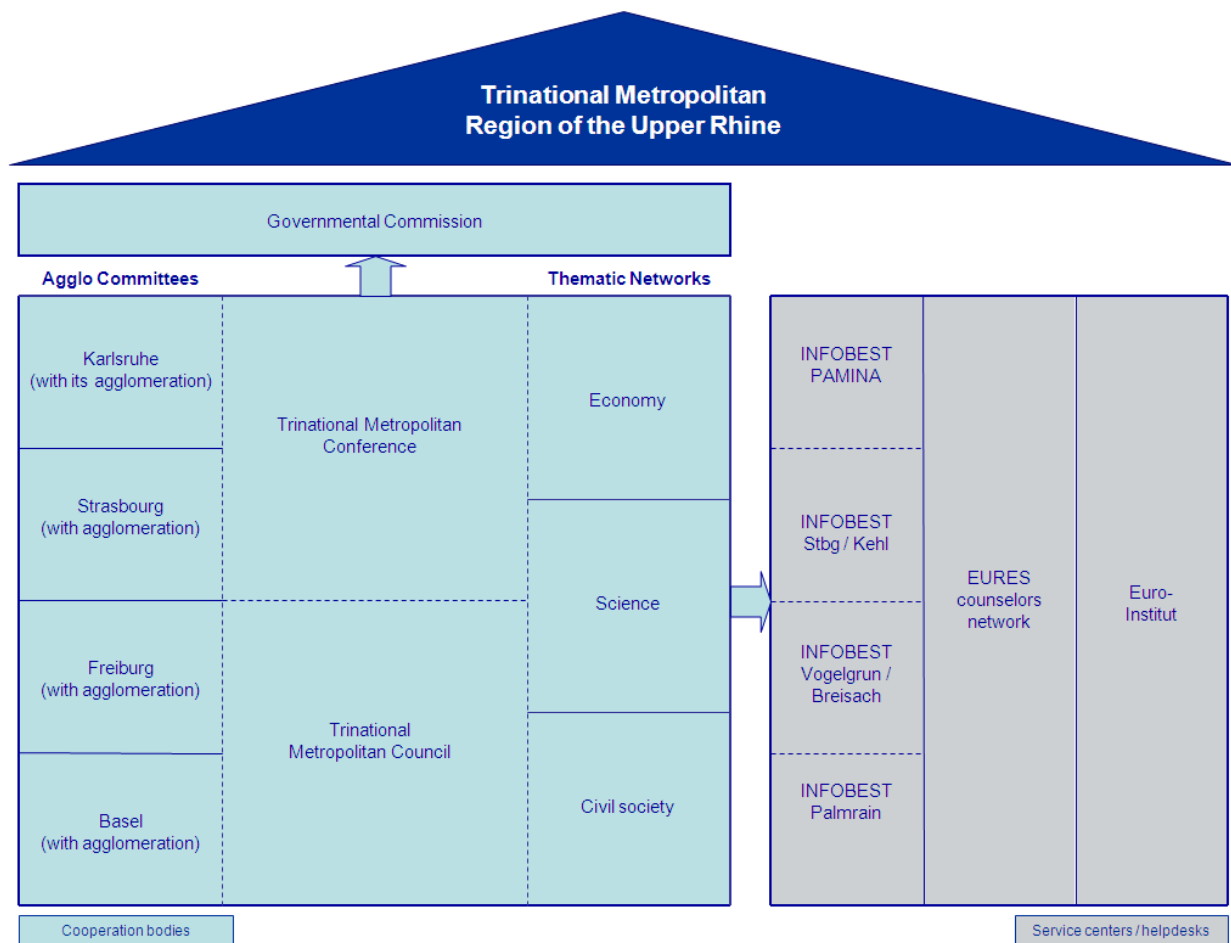 Trinational Metropolitan
Region of the Upper Rhine
Governmental Commission
Agglo Committees
Thematic Networks
Karlsruhe
(with its agglomeration)
Strasbourg
(with agglomeration)
Freiburg
(with agglomeration)
Basel
(with agglomeration)
Trinational Metropolitan
Conference
Trinational
Metropolitan Council
Economy
Science
Civil society
INFOBEST
PAMINA
INFOBEST
Stbg / Kehl
INFOBEST
Vogelgrun /
Breisach
INFOBEST
Palmrain
EURES
counselors
network
Euro-
Institut
Cooperation bodies
Service centers / helpdesks